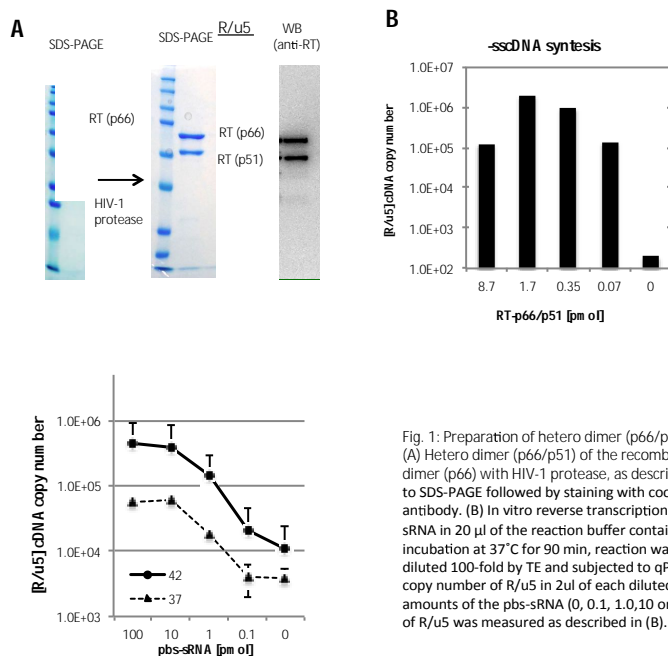 A
SDS-PAGE
SDS-PAGE
R/u5
WB
(anti-RT)
RT (p66)
RT (p66)
RT (p51)
HIV-1
protease
B
-sscDNA syntesis
[R/u5] cDNA copy number
1.0E+07
1.0E+06
1.0E+05
1.0E+04
1.0E+03
1.0E+02
8.7 1.7 0.35 0.07 0
RT-p66/p51 [pmol]
[R/u5] cDNA copy number
1.0E+06
1.0E+05
1.0E+04
1.0E+03
42
37
100 10 1 0.1 0
pbs-sRNA [pmol]
Fig. 1: Preparation of hetero dimer (p66/p
(A) Hetero dimer (p66/p51) of the recomb
dimer (p66) with HIV-1 protease, as describ
to SDS-PAGE followed by staining with coo
antibody. (B) In vitro reverse transcription
sRNA in 20 µl of the reaction buffer contai
incubation at 37˚C for 90 min, reaction wa
diluted 100-fold by TE and subjected to qP
copy number of R/u5 in 2ul of each dilute
amounts of the pbs-sRNA (0, 0.1, 1.0,10 or
of R/u5 was measured as described in (B).